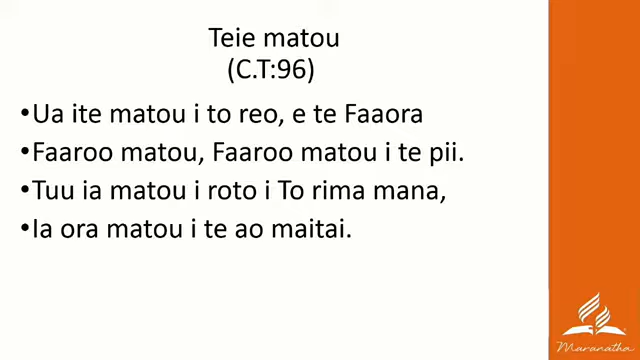 Teie matou
(C.T:96)
•Ua ite matou i to reo, e te Faaora
•Faaroo matou, Faaroo matou i te pii.
•Tuu ia matou i roto i To rima mana,
•Ia ora matou i te ao maitai.
Maranatha